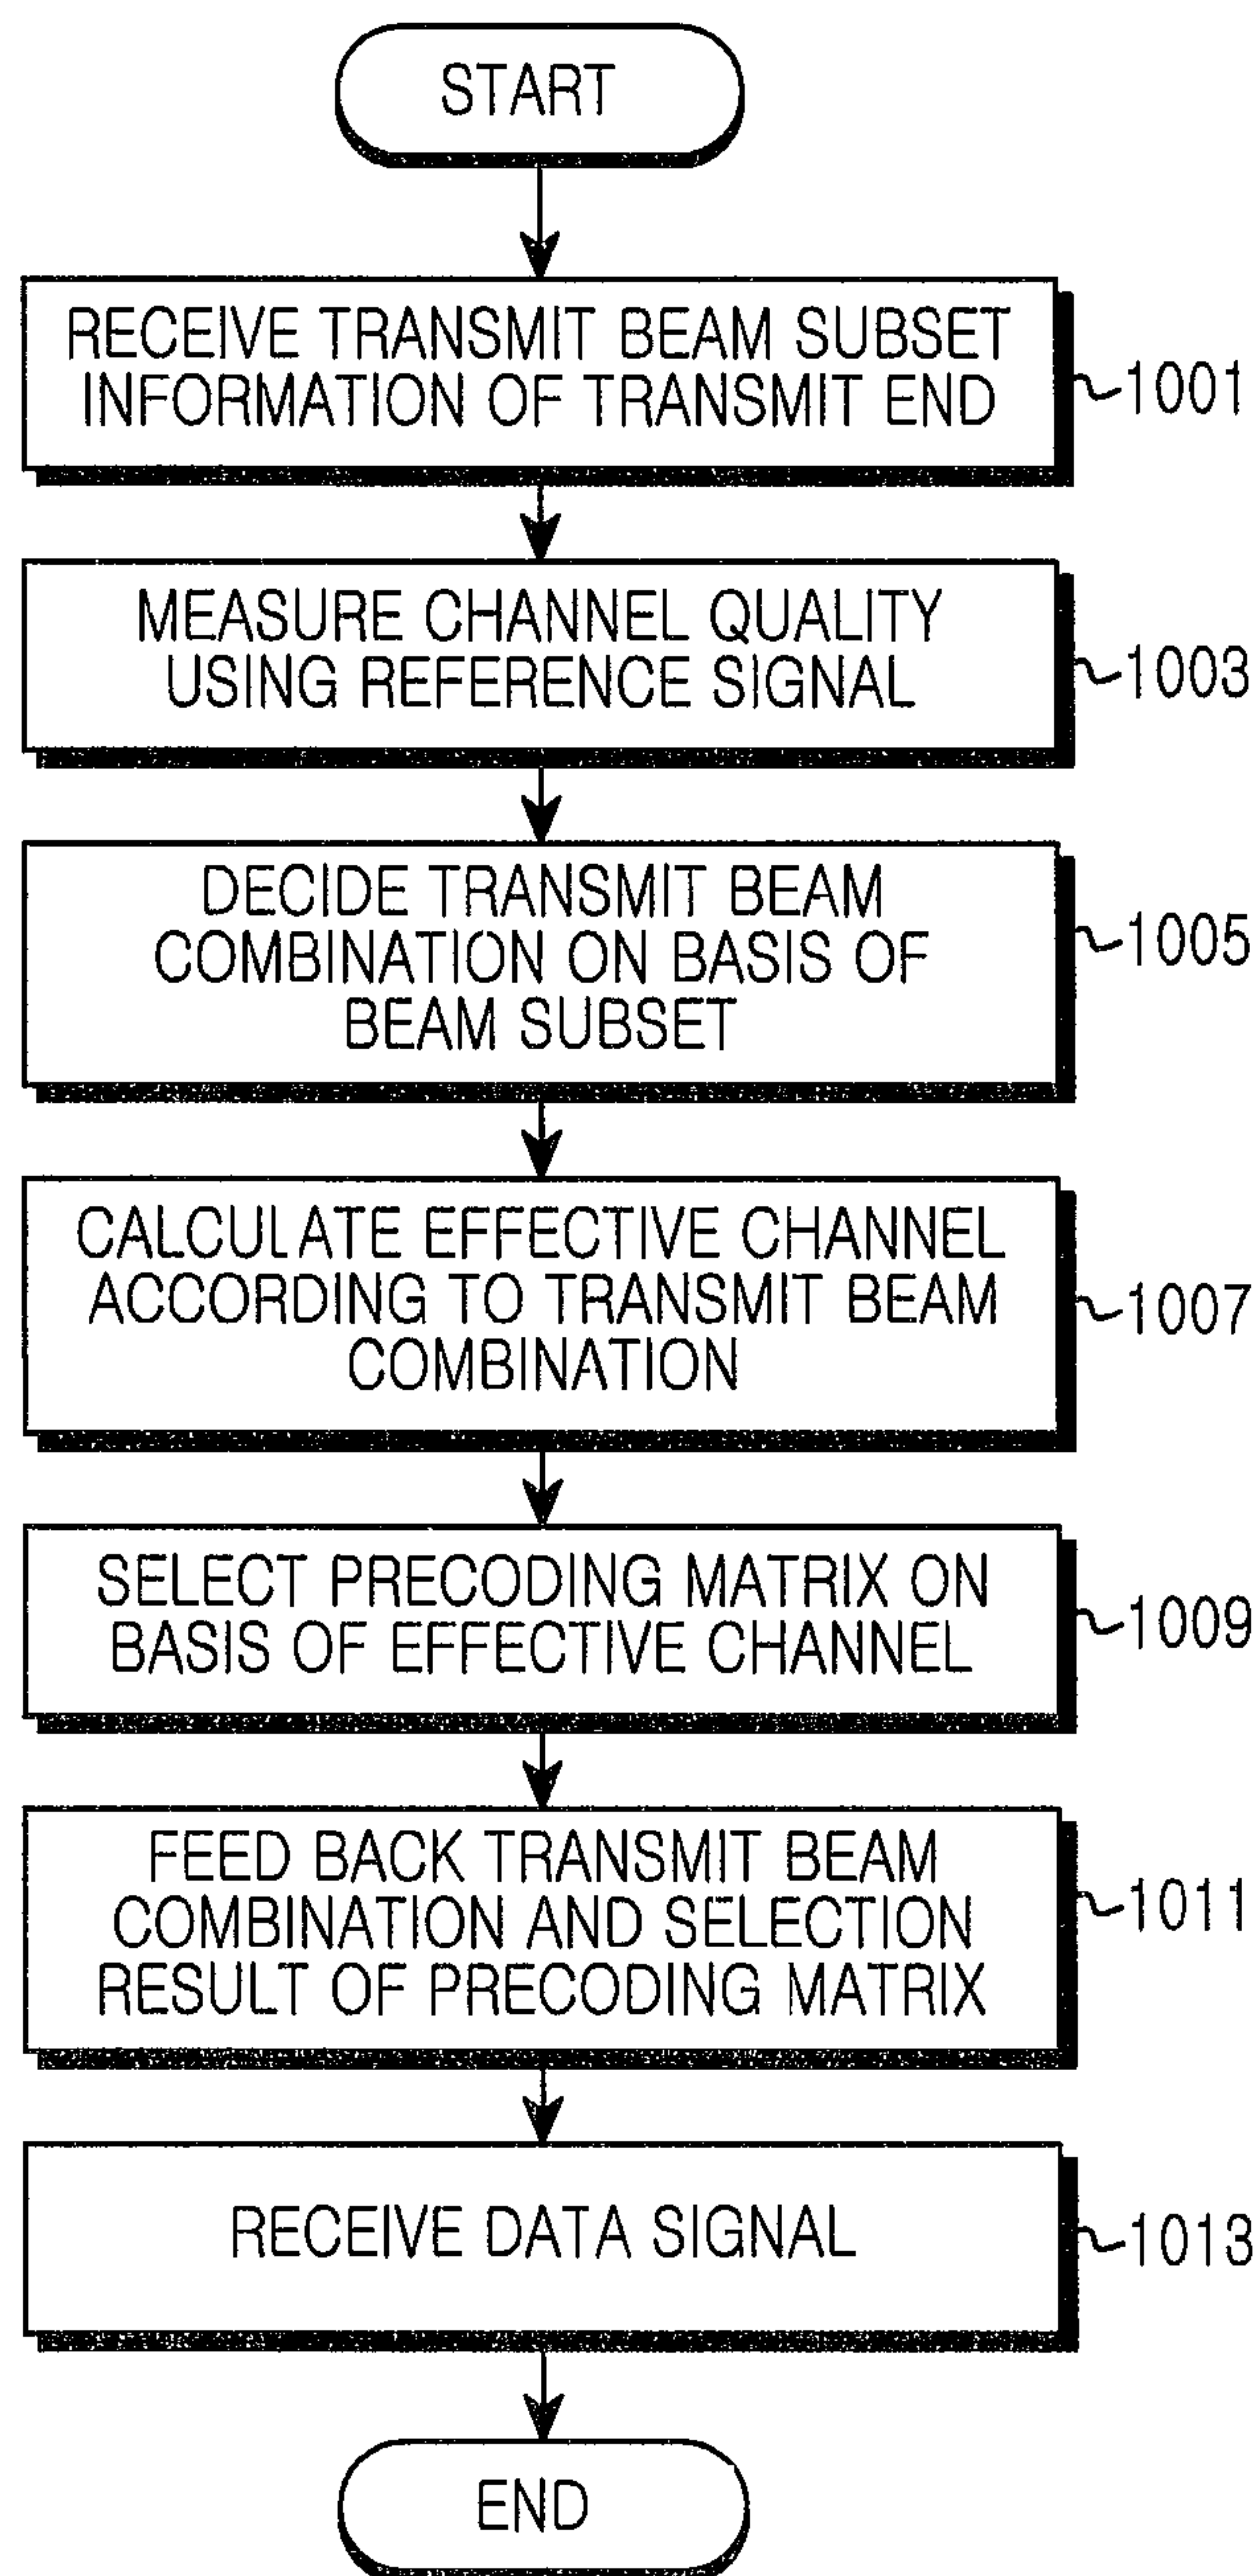 START
RECEIVE TRANSMIT BEAM SUBSET
INFORMATION OF TRANSMIT END
1001
MEASURE CHANNEL QUALITY
USING REFERENCE SIGNAL
1003
DECIDE TRANSMIT BEAM
COMBINATION ON BASIS OF
BEAM SUBSET
1005
CALCULATE EFFECTIVE CHANNEL
ACCORDING TO TRANSMIT BEAM
COMBINATION
1007
SELECT PRECODING MATRIX ON
BASIS OF EFFECTIVE CHANNEL
1009
FEED BACK TRANSMIT BEAM
COMBINATION AND SELECTION
RESULT OF PRECODING MATRIX
1011
RECEIVE DATA SIGNAL
1013
END